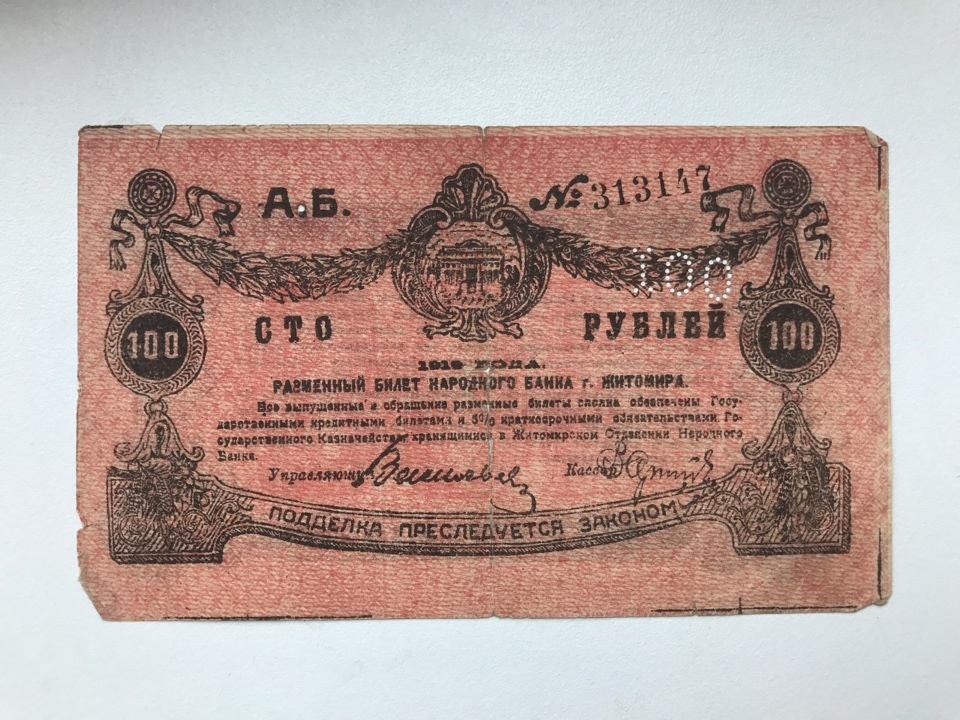 А.Б.
№ 313147
100
СТО РУБЛЕЙ
100
100
1919 ГОДА.
РАЗМЕННЫЙ БИЛЕТ НАРОДНОГО БАНКА г. ЖИТОМИРА.
Все выпущенные в обращение разменные билеты сполна обеспечены Госу-
дарственными кредитными билетами и 5% краткосрочными обязательствами Го-
сударственного Казначейства, хранящимися в Житомирском Отделении Народного
Банка.
Управляющий
Кассир
ПОДДЕЛКА ПРЕСЛЕДУЕТСЯ ЗАКОНОМ